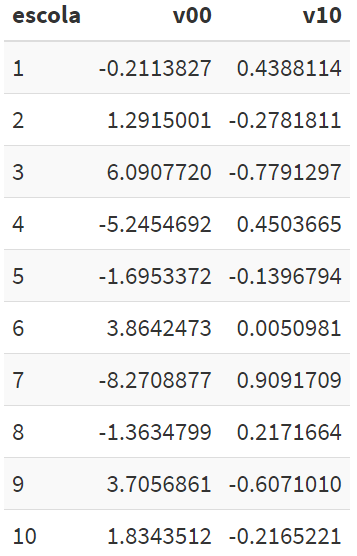 escola v00 v10
1 -0.2113827 0.4388114
2 1.2915001 -0.2781811
3 6.0907720 -0.7791297
4 -5.2454692 0.4503665
5 -1.6953372 -0.1396794
6 3.8642473 0.0050981
7 -8.2708877 0.9091709
8 -1.3634799 0.2171664
9 3.7056861 -0.6071010
10 1.8343512 -0.2165221